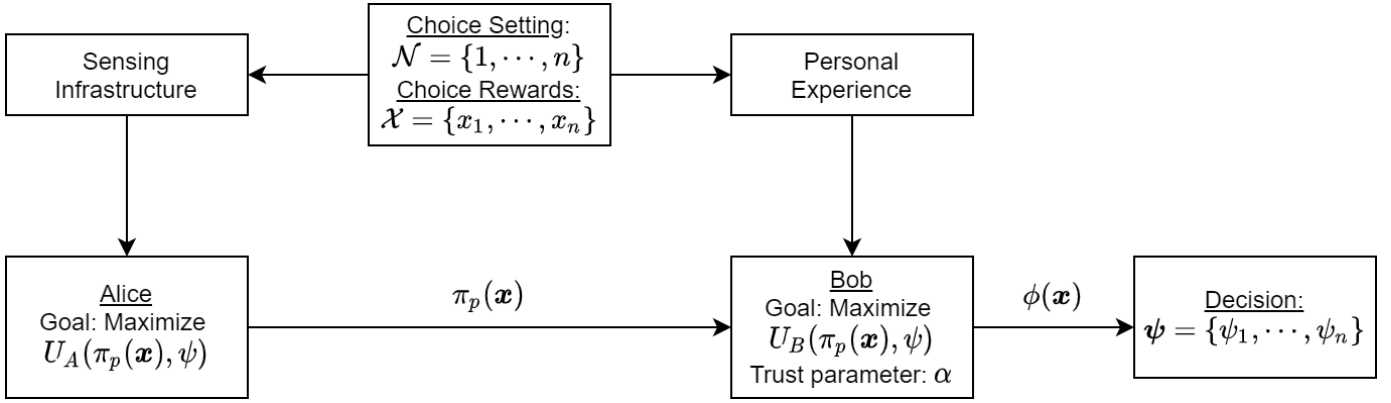 Choice Setting:
𝒩 = {1, ⋯, n}
Choice Rewards:
𝒳 = {x₁, ⋯, xₙ}
Sensing
Infrastructure
Personal
Experience
Alice
Goal: Maximize
U_A(π_p(𝒙), ψ)
π_p(𝒙)
Bob
Goal: Maximize
U_B(π_p(𝒙), ψ)
Trust parameter: α
ϕ(𝒙)
Decision:
𝝍 = {ψ₁, ⋯, ψₙ}